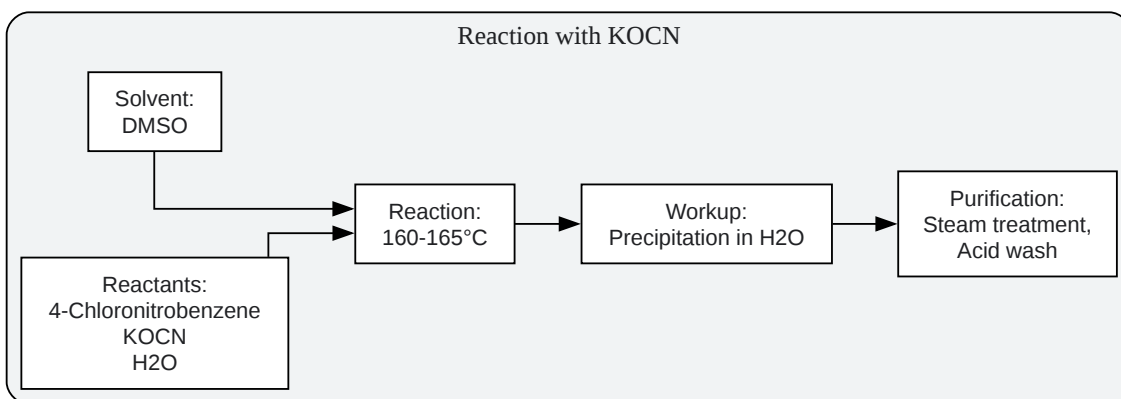 Reaction with KOCN
Solvent:
DMSO
Reactants:
4-Chloronitrobenzene
KOCN
H2O
Reaction:
160-165°C
Workup:
Precipitation in H2O
Purification:
Steam treatment,
Acid wash